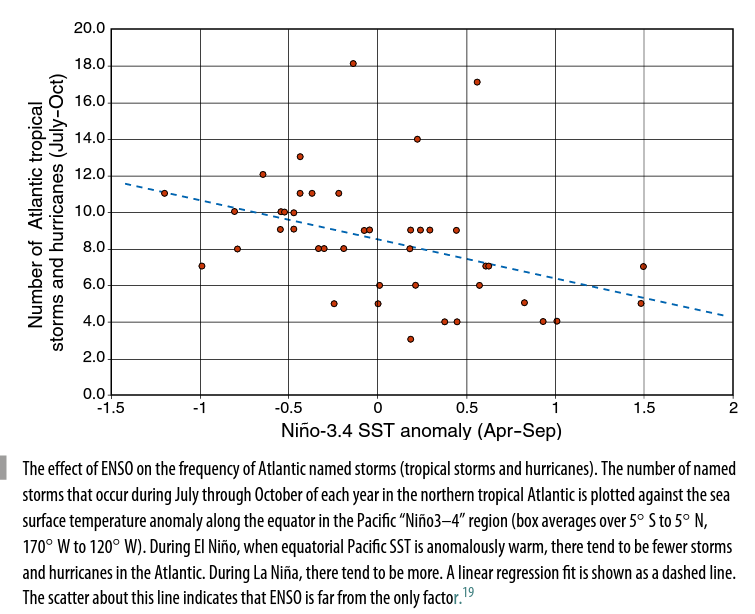 20.0
18.0
16.0
14.0
12.0
10.0
8.0
6.0
4.0
2.0
0.0
Number of Atlantic tropical
storms and hurricanes (July–Oct)
-1.5 -1 -0.5 0 0.5 1 1.5 2
Niño-3.4 SST anomaly (Apr–Sep)
The effect of ENSO on the frequency of Atlantic named storms (tropical storms and hurricanes). The number of named
storms that occur during July through October of each year in the northern tropical Atlantic is plotted against the sea
surface temperature anomaly along the equator in the Pacific “Niño3–4” region (box averages over 5° S to 5° N,
170° W to 120° W). During El Niño, when equatorial Pacific SST is anomalously warm, there tend to be fewer storms
and hurricanes in the Atlantic. During La Niña, there tend to be more. A linear regression fit is shown as a dashed line.
The scatter about this line indicates that ENSO is far from the only factor.19